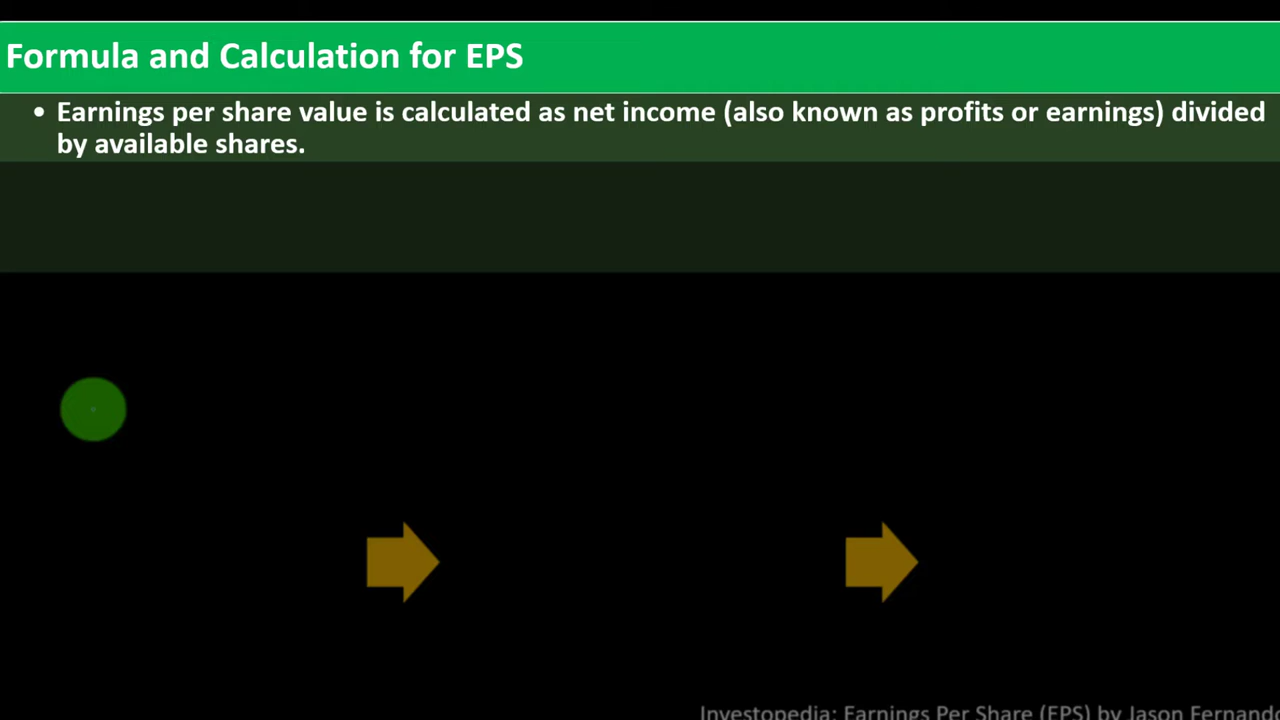 Formula and Calculation for EPS
• Earnings per share value is calculated as net income (also known as profits or earnings) divided
by available shares.
Investopedia: Earnings Per Share (EPS) by Jason Fernand